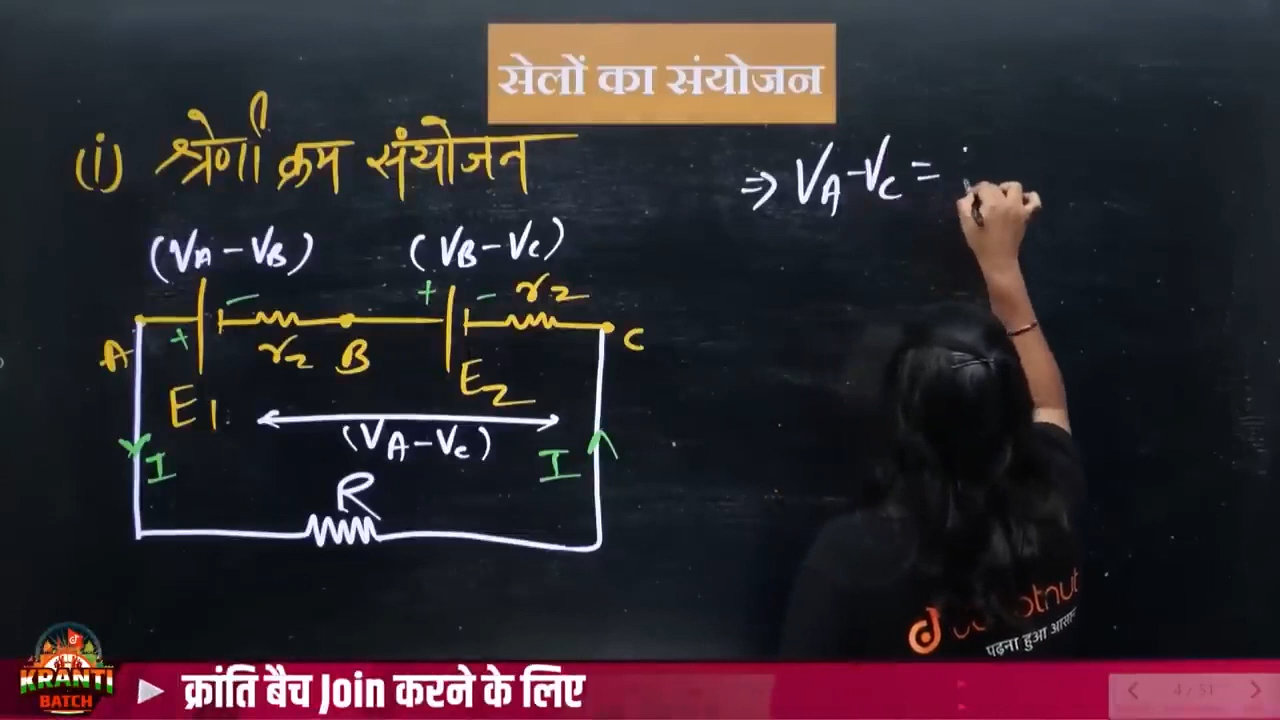 सेलों का संयोजन
(i) श्रेणी क्रम संयोजन
⇒ VA-VC =
(VA - VB)
(VB - VC)
+ - r2
+ -
A r2 B C
E1
E2
(VA - VC)
I
I
R
doubtnut
पढ़ना हुआ आसान
KRANTI
BATCH
क्रांति बैच Join करने के लिए
4 / 51